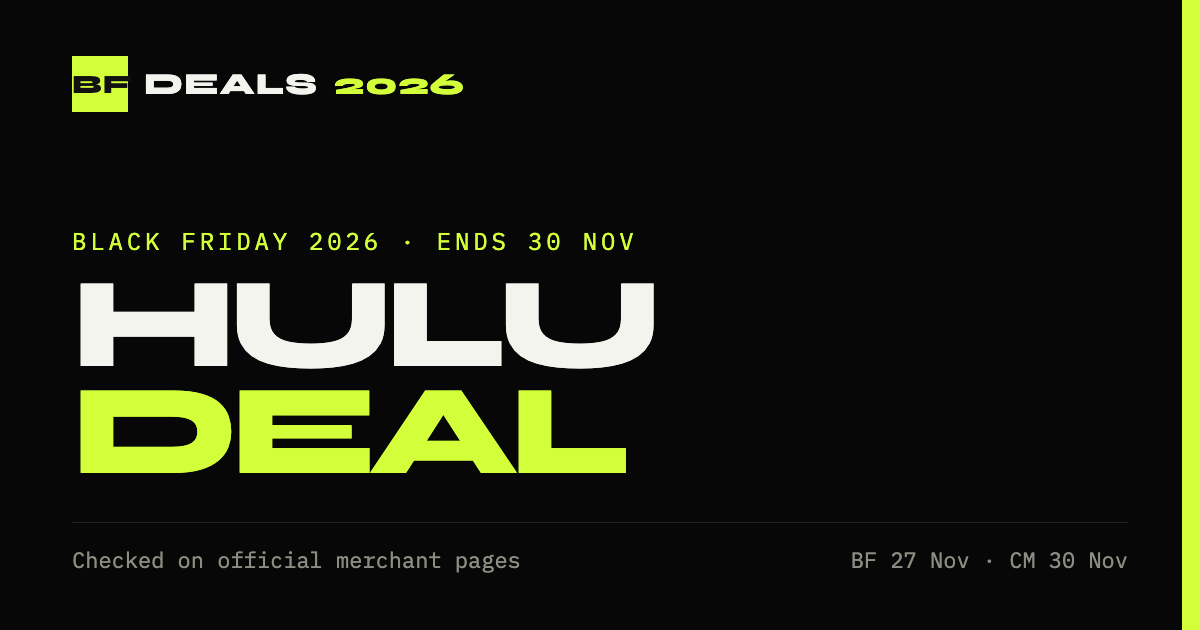 BF DEALS 2026
BLACK FRIDAY 2026 · ENDS 30 NOV
HULU
DEAL
Checked on official merchant pages
BF 27 Nov · CM 30 Nov